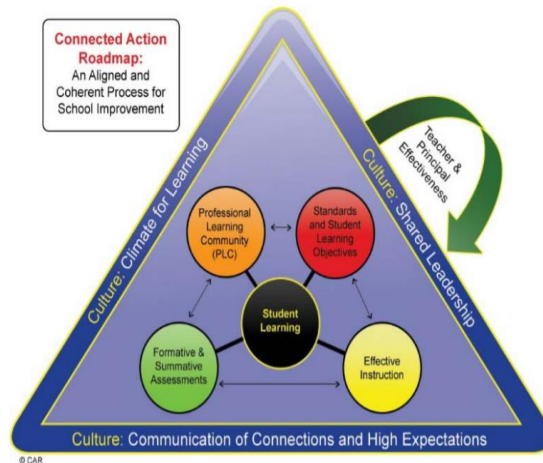 Connected Action
Roadmap:
An Aligned and
Coherent Process for
School Improvement
Teacher &
Principal
Effectiveness
Culture: Climate for Learning
Culture: Shared Leadership
Professional
Learning
Community
(PLC)
Standards and
Student
Learning
Objectives
Student
Learning
Formative &
Summative
Assessments
Effective
Instruction
Culture: Communication of Connections and High Expectations
© CAR